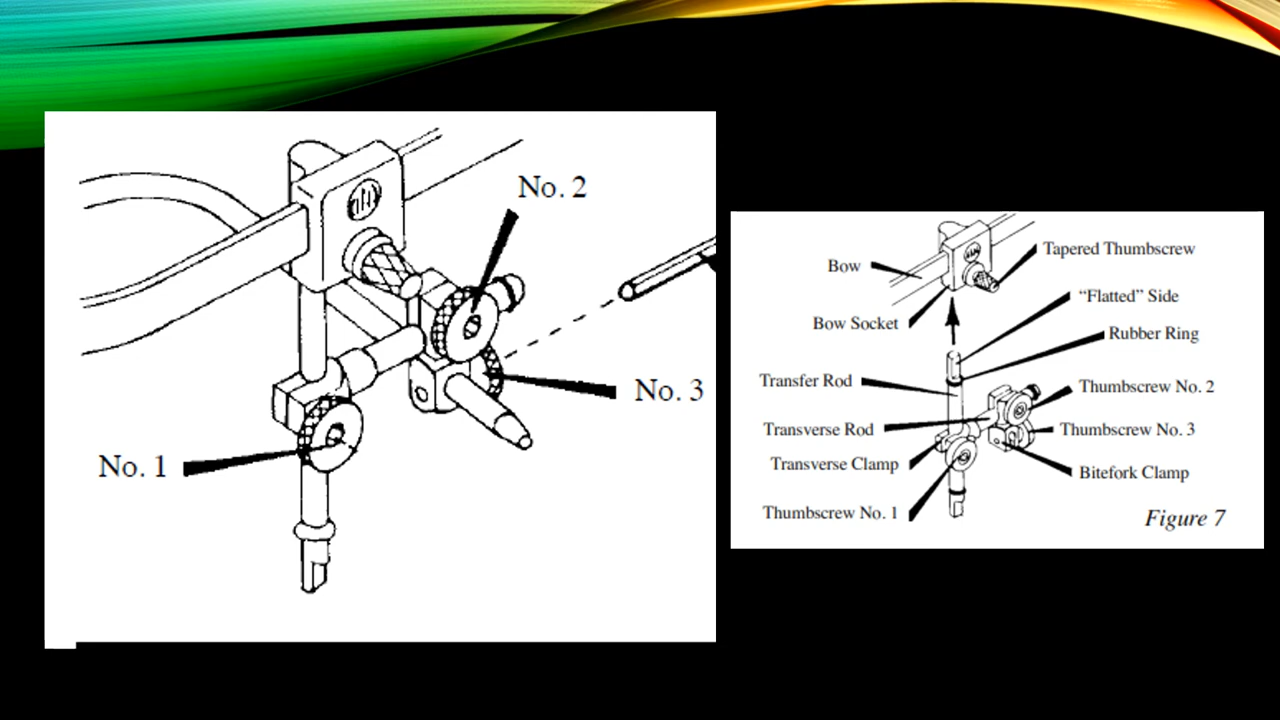 No. 2
No. 3
No. 1
Tapered Thumbscrew
Bow
“Flatted” Side
Bow Socket
Rubber Ring
Transfer Rod
Thumbscrew No. 2
Transverse Rod
Thumbscrew No. 3
Transverse Clamp
Bitefork Clamp
Thumbscrew No. 1
Figure 7